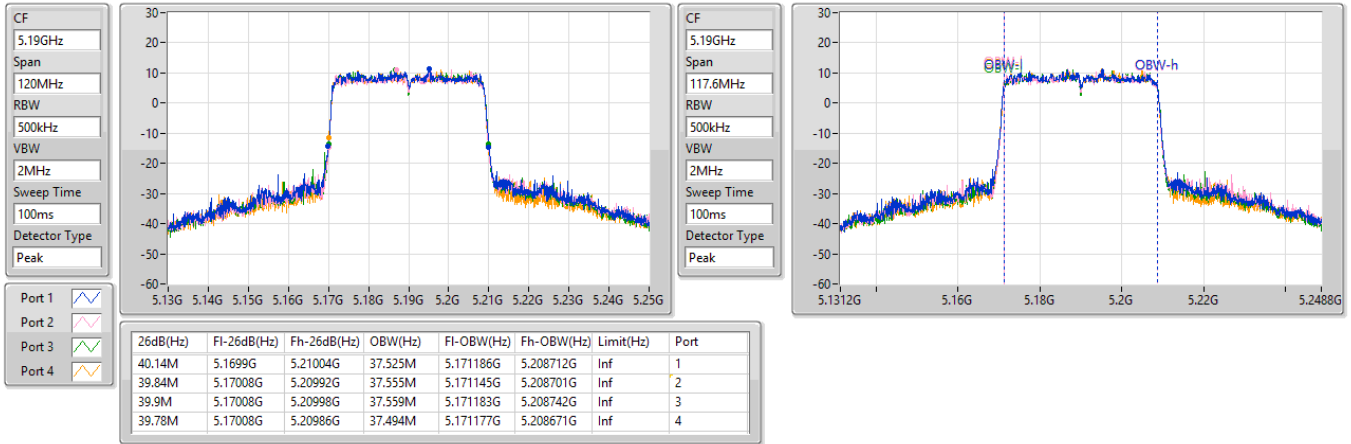 CF
5.19GHz
Span
120MHz
RBW
500kHz
VBW
2MHz
Sweep Time
100ms
Detector Type
Peak
30
20
10
0
-10
-20
-30
-40
-50
-60
5.13G 5.14G 5.15G 5.16G 5.17G 5.18G 5.19G 5.2G 5.21G 5.22G 5.23G 5.24G 5.25G
CF
5.19GHz
Span
117.6MHz
RBW
500kHz
VBW
2MHz
Sweep Time
100ms
Detector Type
Peak
30
20
10
0
-10
-20
-30
-40
-50
-60
OBW-l OBW-h
5.1312G 5.16G 5.18G 5.2G 5.22G 5.2488G
Port 1
Port 2
Port 3
Port 4
26dB(Hz) Fl-26dB(Hz) Fh-26dB(Hz) OBW(Hz) Fl-OBW(Hz) Fh-OBW(Hz) Limit(Hz) Port
40.14M 5.1699G 5.21004G 37.525M 5.171186G 5.208712G Inf 1
39.84M 5.17008G 5.20992G 37.555M 5.171145G 5.208701G Inf 2
39.9M 5.17008G 5.20998G 37.559M 5.171183G 5.208742G Inf 3
39.78M 5.17008G 5.20986G 37.494M 5.171177G 5.208671G Inf 4